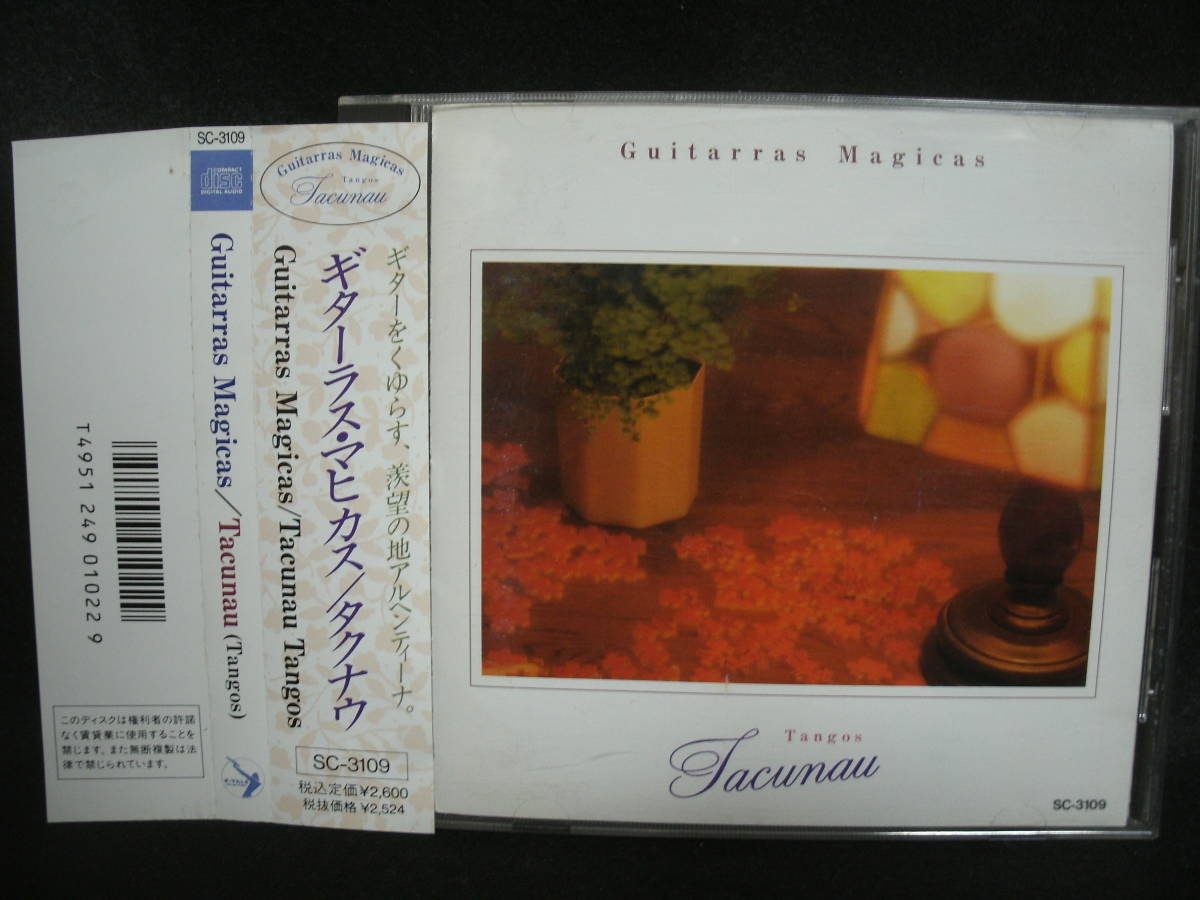 T4951 249 01022 9
このディスクは権利者の許諾
なく賃貸業に使用することを
禁じます。また無断複製は法
律で禁じられています。
SC-3109
COMPACT
disc
DIGITAL AUDIO
Guitarras Magicas/Tacunau (Tangos)
Guitarras Magicas
Tangos
Tacunau
ギターをくゆらす、羨望の地アルヘンティーナ。
ギターラス・マヒカス/タクナウ
Guitarras Magicas/Tacunau Tangos
SC-3109
税込定価¥2,600
税抜価格¥2,524
Guitarras Magicas
Tangos
Tacunau
SC-3109